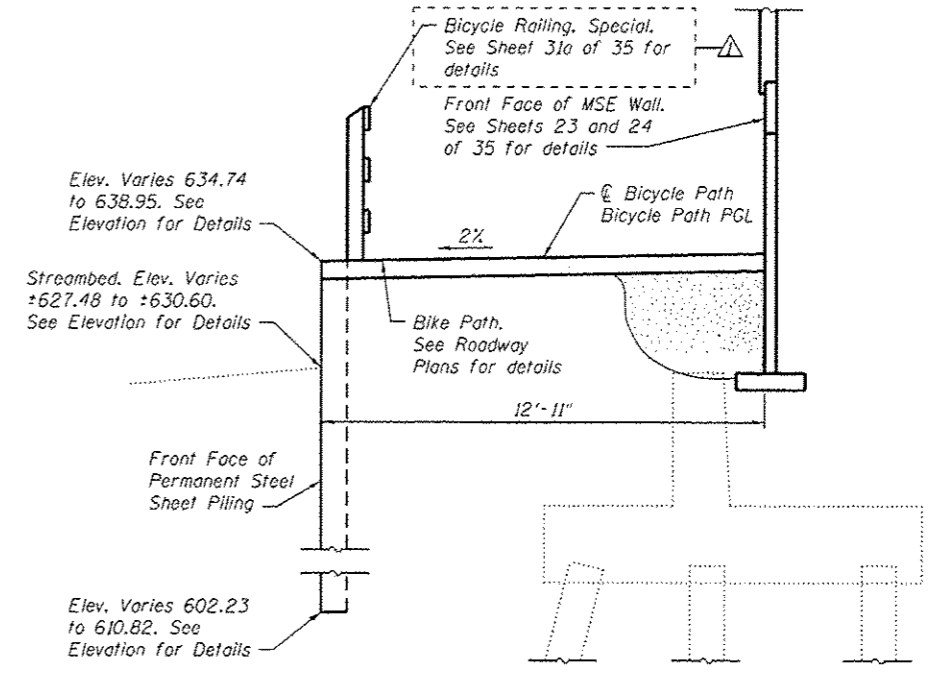 Bicycle Railing, Special.
See Sheet 31a of 35 for
details
1
Front Face of MSE Wall.
See Sheets 23 and 24
of 35 for details
Elev. Varies 634.74
to 638.95. See
Elevation for Details
℄ Bicycle Path
Bicycle Path PGL
2%
Streambed. Elev. Varies
±627.48 to ±630.60.
See Elevation for Details
Bike Path.
See Roadway
Plans for details
12'-11"
Front Face of
Permanent Steel
Sheet Piling
Elev. Varies 602.23
to 610.82. See
Elevation for Details